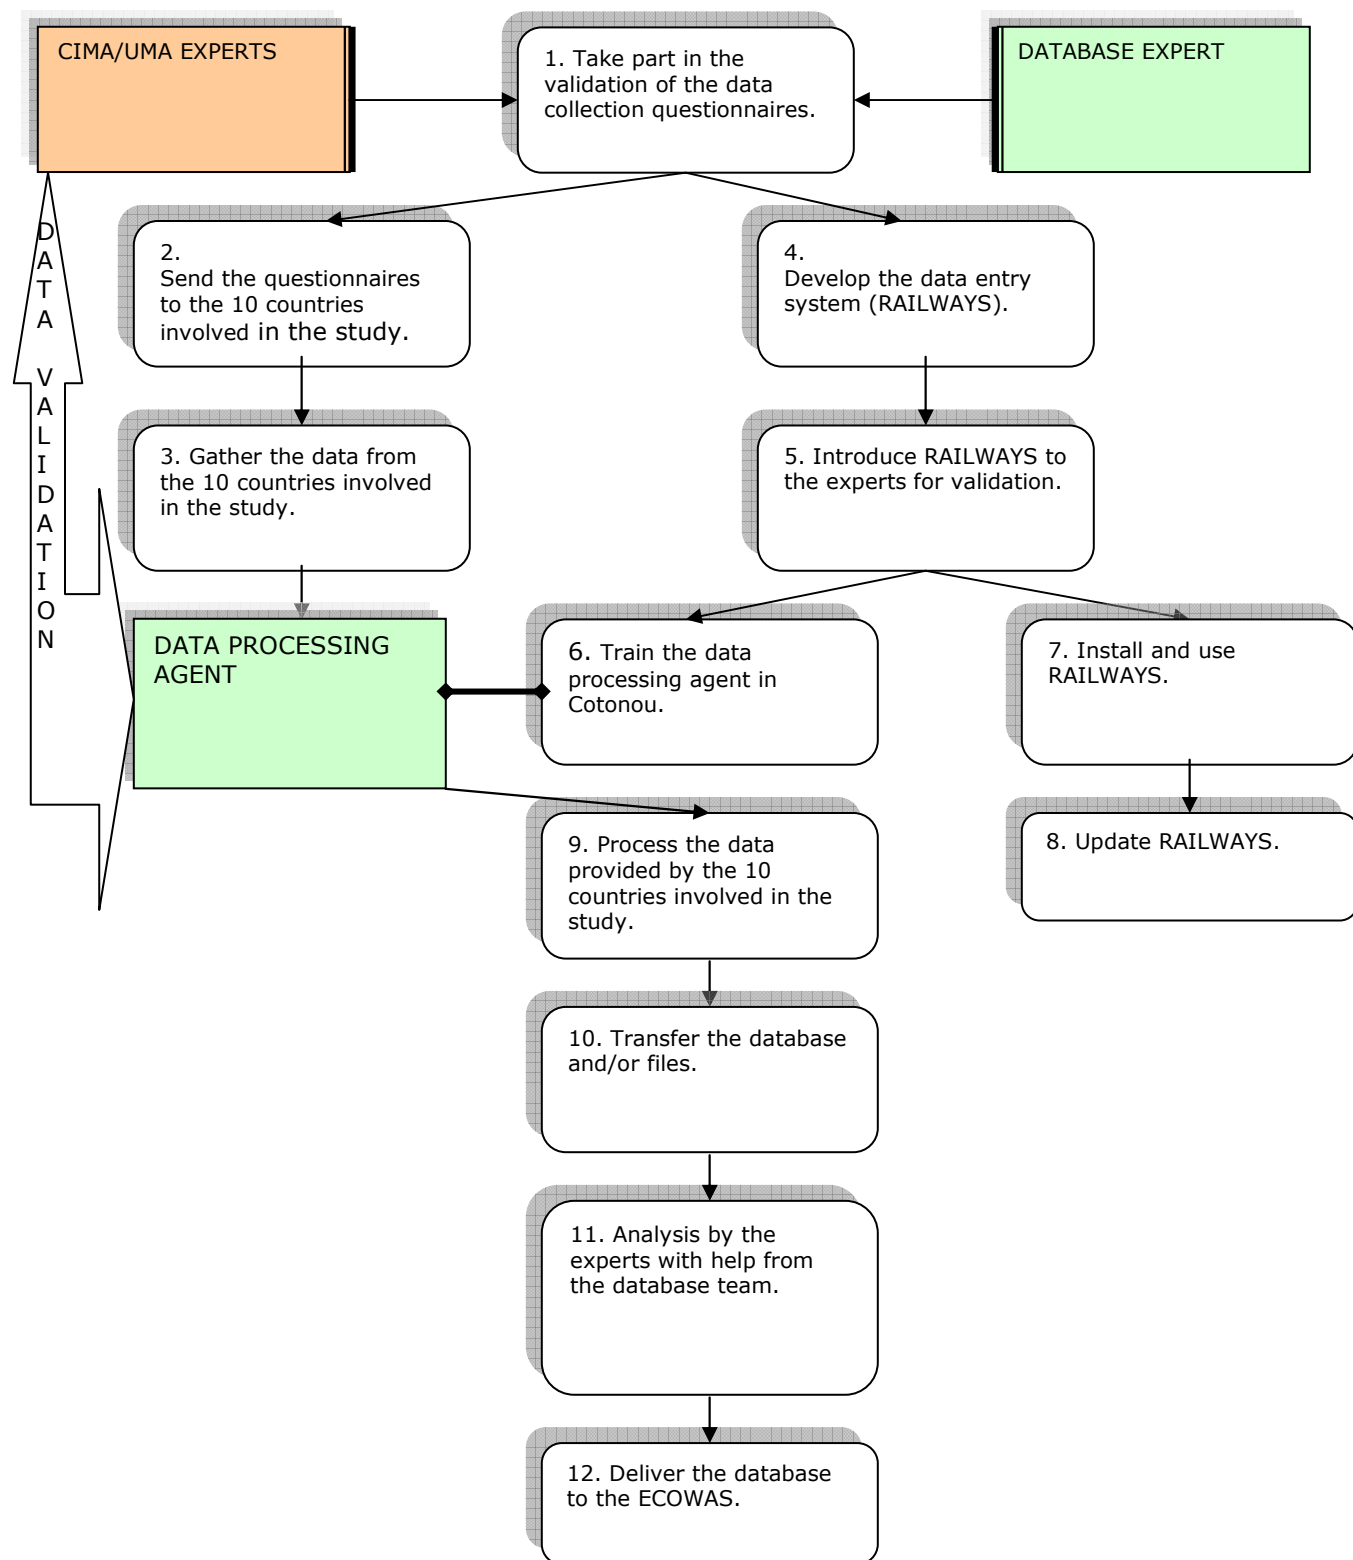 CIMA/UMA EXPERTS
1. Take part in the
validation of the data
collection questionnaires.
DATABASE EXPERT
2.
Send the questionnaires
to the 10 countries
involved in the study.
4.
Develop the data entry
system (RAILWAYS).
DATA VALIDATION
3. Gather the data from
the 10 countries involved
in the study.
5. Introduce RAILWAYS to
the experts for validation.
DATA PROCESSING
AGENT
6. Train the data
processing agent in
Cotonou.
7. Install and use
RAILWAYS.
8. Update RAILWAYS.
9. Process the data
provided by the 10
countries involved in the
study.
10. Transfer the database
and/or files.
11. Analysis by the
experts with help from
the database team.
12. Deliver the database
to the ECOWAS.